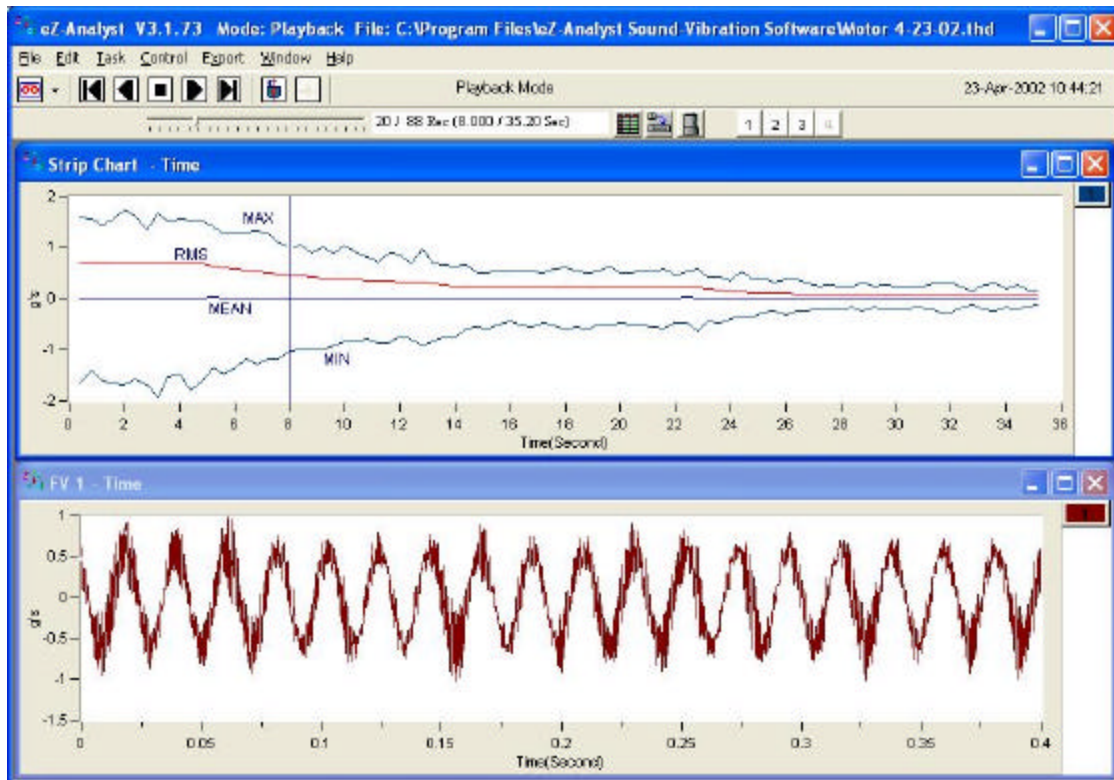 eZ-Analyst V3.1.73 Mode: Playback File: C:\Program Files\eZ-Analyst Sound-Vibration Software\Motor 4-23-02.thd
File Edit Task Control Export Window Help
Playback Mode 23-Apr-2002 10:44:21
20 / 88 Rec (8.000 / 35.20 Sec) 1 2 3
Strip Chart - Time
1
2
MAX
1
RMS
g's
0
MEAN
-1
MIN
-2
0 2 4 6 8 10 12 14 16 18 20 22 24 26 28 30 32 34 36
Time(Second)
FV 1 - Time
1
1
0.5
g's
0
-0.5
-1
-1.5
0 0.05 0.1 0.15 0.2 0.25 0.3 0.35 0.4
Time(Second)